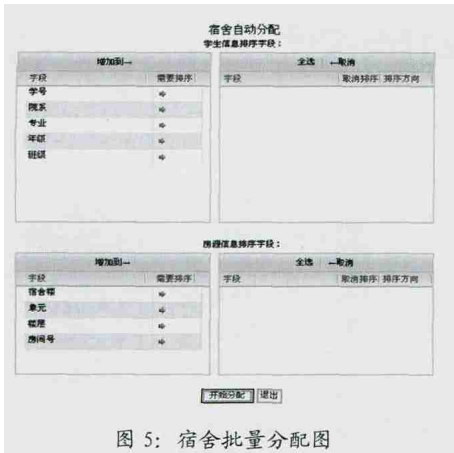 宿舍自动分配
学生信息排序字段：
增加到→ 全选 ←取消
字段 需要排序 字段 取消排序 排序方向
学号
院系
专业
年级
班级
房源信息排序字段：
增加到→ 全选 ←取消
字段 需要排序 字段 取消排序 排序方向
宿舍楼
单元
楼层
房间号
开始分配 退出
图 5：宿舍批量分配图